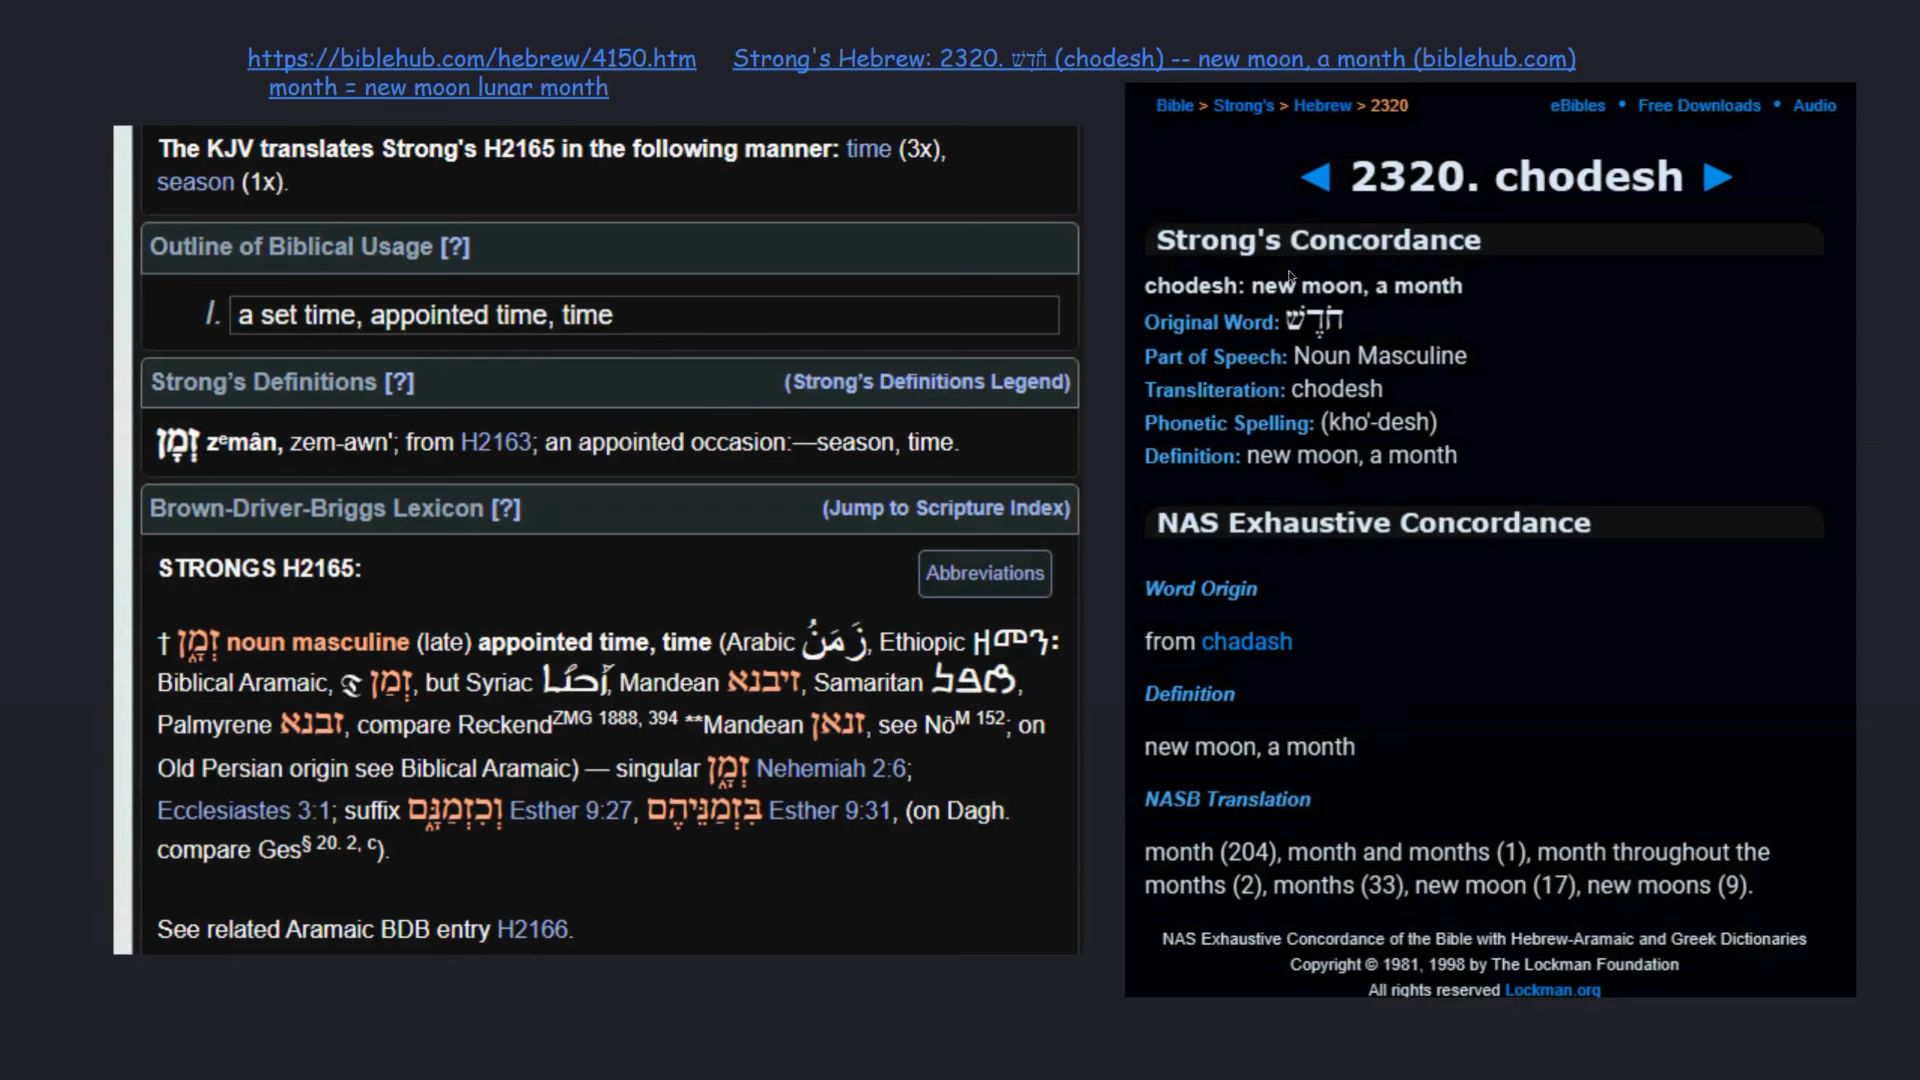 https://biblehub.com/hebrew/4150.htm
month = new moon lunar month
Strong's Hebrew: 2320. חֹ֫דֶשׁ (chodesh) -- new moon, a month (biblehub.com)
The KJV translates Strong's H2165 in the following manner: time (3x),
season (1x).
Outline of Biblical Usage [?]
I. a set time, appointed time, time
Strong's Definitions [?] (Strong's Definitions Legend)
זְמָן zᵉmân, zem-awn'; from H2163; an appointed occasion:—season, time.
Brown-Driver-Briggs Lexicon [?] (Jump to Scripture Index)
STRONGS H2165:
Abbreviations
† זְמָן noun masculine (late) appointed time, time (Arabic زَمَنُ, Ethiopic ዘመን:
Biblical Aramaic, 𝔗 זְמַן, but Syriac, Mandean זיבנא, Samaritan,
Palmyrene זבנא, compare Reckend ZMG 1888, 394 **Mandean זנאן, see Nö M 152; on
Old Persian origin see Biblical Aramaic) — singular זְמָן Nehemiah 2:6;
Ecclesiastes 3:1; suffix וְכִזְמַנָּם Esther 9:27, בִּזְמַנֵּיהֶם Esther 9:31, (on Dagh.
compare Ges § 20. 2, c).
See related Aramaic BDB entry H2166.
Bible > Strong's > Hebrew > 2320
eBibles • Free Downloads • Audio
◀ 2320. chodesh ▶
Strong's Concordance
chodesh: new moon, a month
Original Word: חֹדֶשׁ
Part of Speech: Noun Masculine
Transliteration: chodesh
Phonetic Spelling: (kho'-desh)
Definition: new moon, a month
NAS Exhaustive Concordance
Word Origin
from chadash
Definition
new moon, a month
NASB Translation
month (204), month and months (1), month throughout the
months (2), months (33), new moon (17), new moons (9).
NAS Exhaustive Concordance of the Bible with Hebrew-Aramaic and Greek Dictionaries
Copyright © 1981, 1998 by The Lockman Foundation
All rights reserved Lockman.org